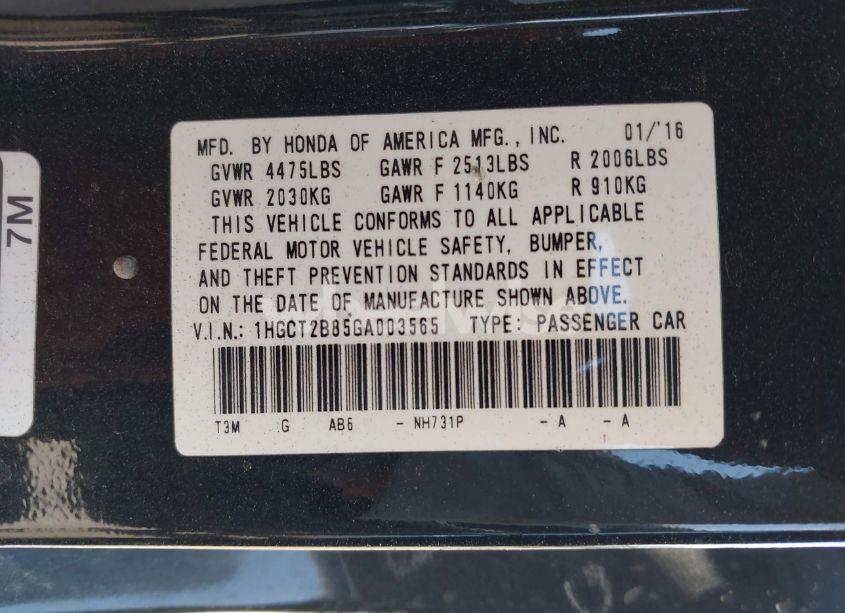 MFD. BY HONDA OF AMERICA MFG., INC. 01/'16
GVWR 4475LBS GAWR F 2513LBS R 2006LBS
GVWR 2030KG GAWR F 1140KG R 910KG
THIS VEHICLE CONFORMS TO ALL APPLICABLE
FEDERAL MOTOR VEHICLE SAFETY, BUMPER,
AND THEFT PREVENTION STANDARDS IN EFFECT
ON THE DATE OF MANUFACTURE SHOWN ABOVE.
V.I.N.: 1HGCT2B85GA003565 TYPE: PASSENGER CAR
T3M G AB6 - NH731P - A - A
7M